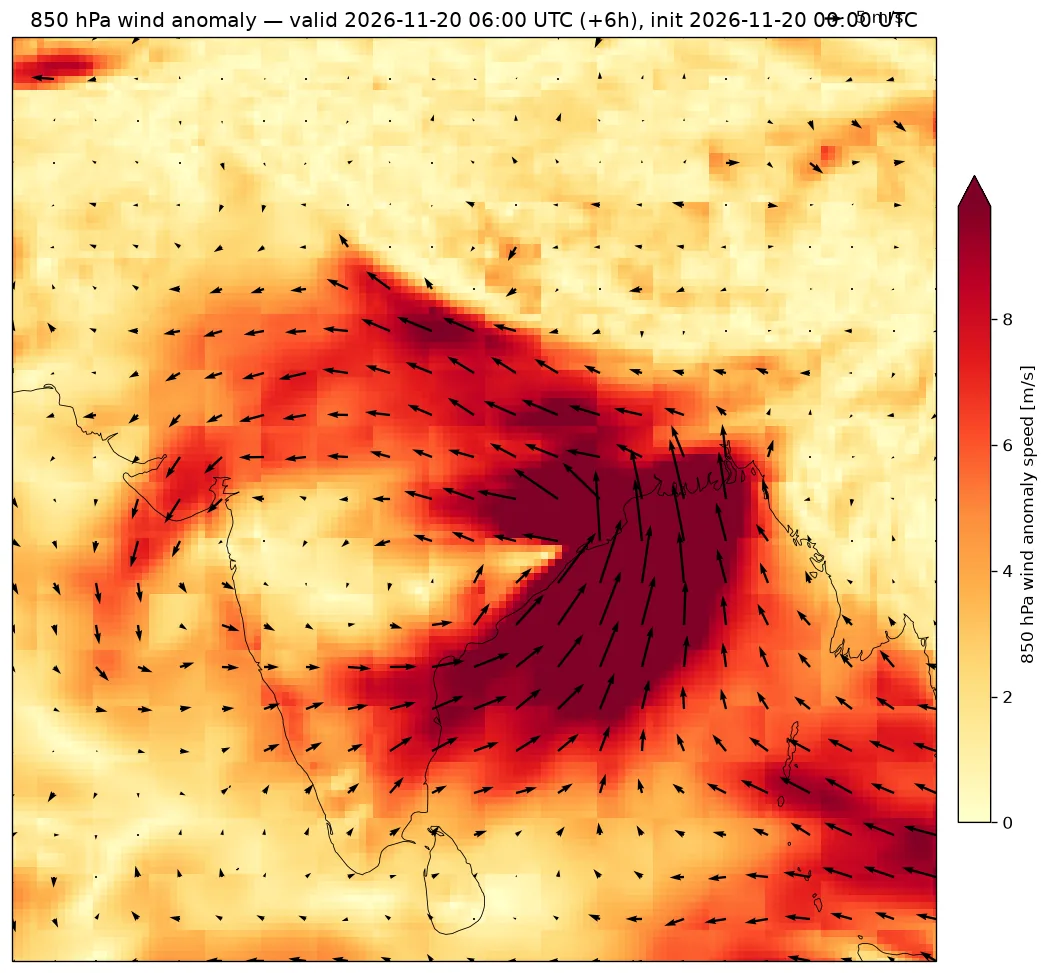 850 hPa wind anomaly — valid 2026-11-20 06:00 UTC (+6h), init 2026-11-20 00:00 UTC
5 m/s
8
6
4
2
0
850 hPa wind anomaly speed [m/s]